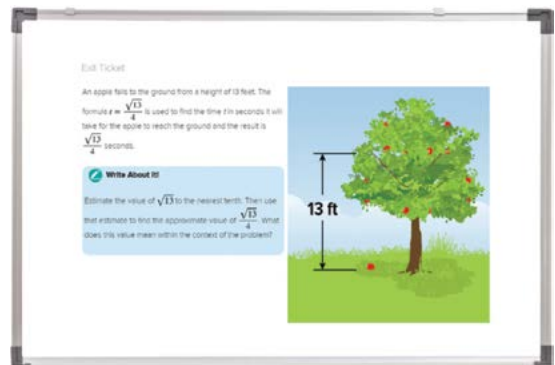 Exit Ticket
An apple falls to the ground from a height of 13 feet. The
formula t = √13/4 is used to find the time t in seconds it will
take for the apple to reach the ground and the result is
√13/4 seconds.
Write About It!
Estimate the value of √13 to the nearest tenth. Then use
that estimate to find the approximate value of √13/4. What
does this value mean within the context of the problem?
13 ft